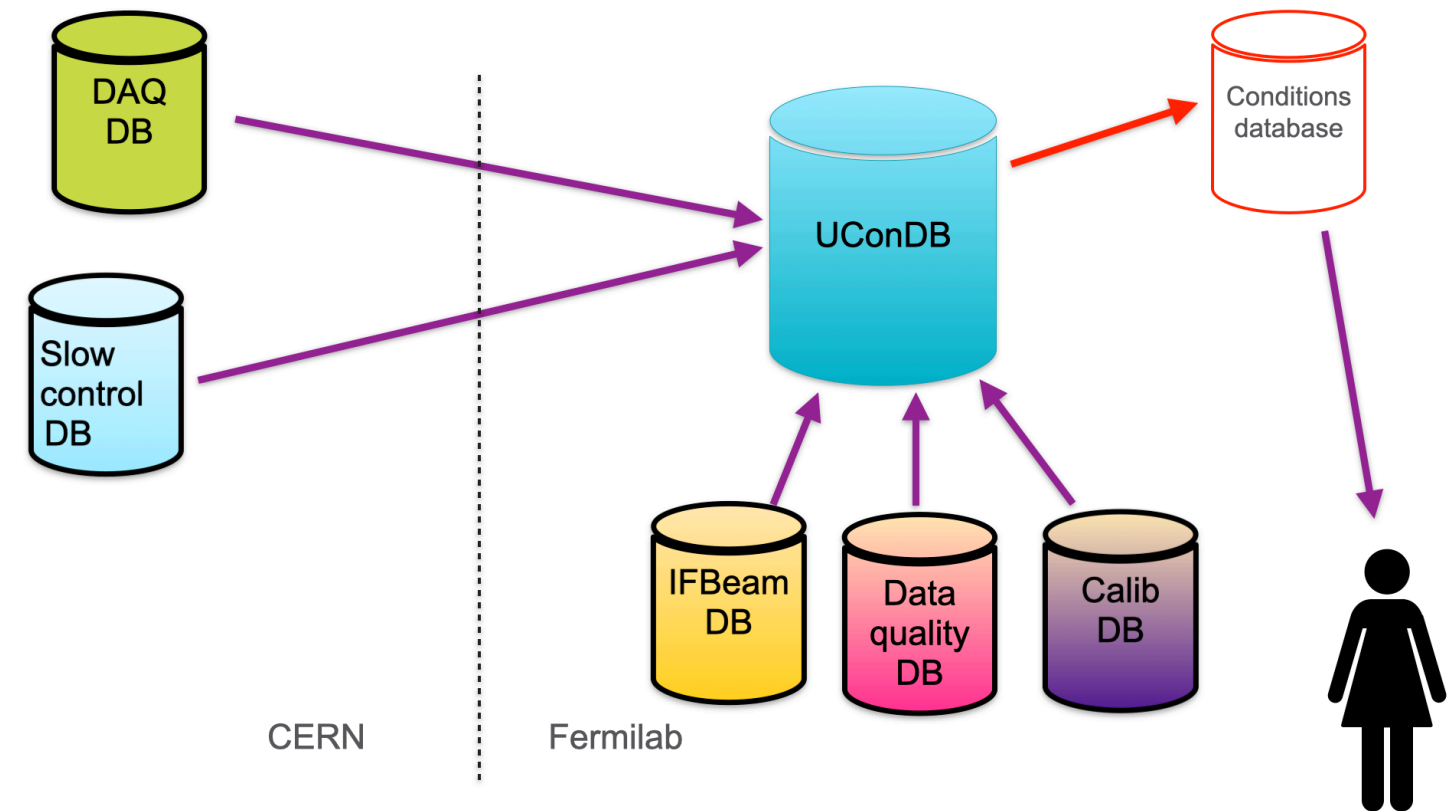 DAQ
DB
Conditions
database
UConDB
Slow
control
DB
IFBeam
DB
Data
quality
DB
Calib
DB
CERN
Fermilab